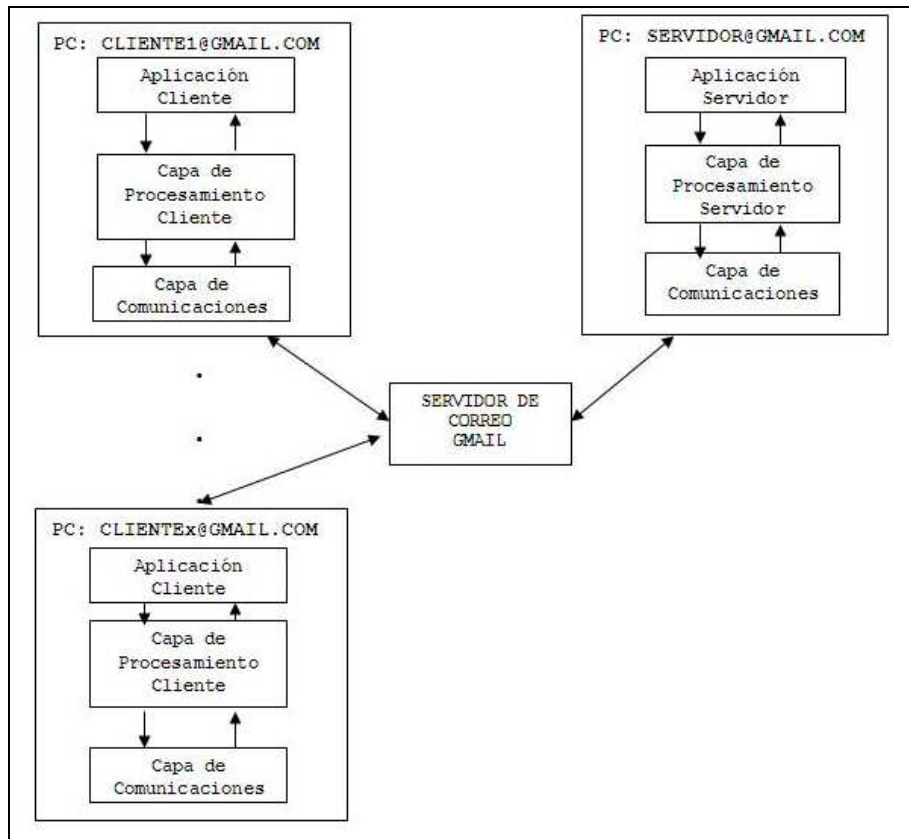 PC: CLIENTE1@GMAIL.COM
Aplicación
Cliente
Capa de
Procesamiento
Cliente
Capa de
Comunicaciones
PC: SERVIDOR@GMAIL.COM
Aplicación
Servidor
Capa de
Procesamiento
Servidor
Capa de
Comunicaciones
SERVIDOR DE
CORREO
GMAIL
PC: CLIENTEx@GMAIL.COM
Aplicación
Cliente
Capa de
Procesamiento
Cliente
Capa de
Comunicaciones